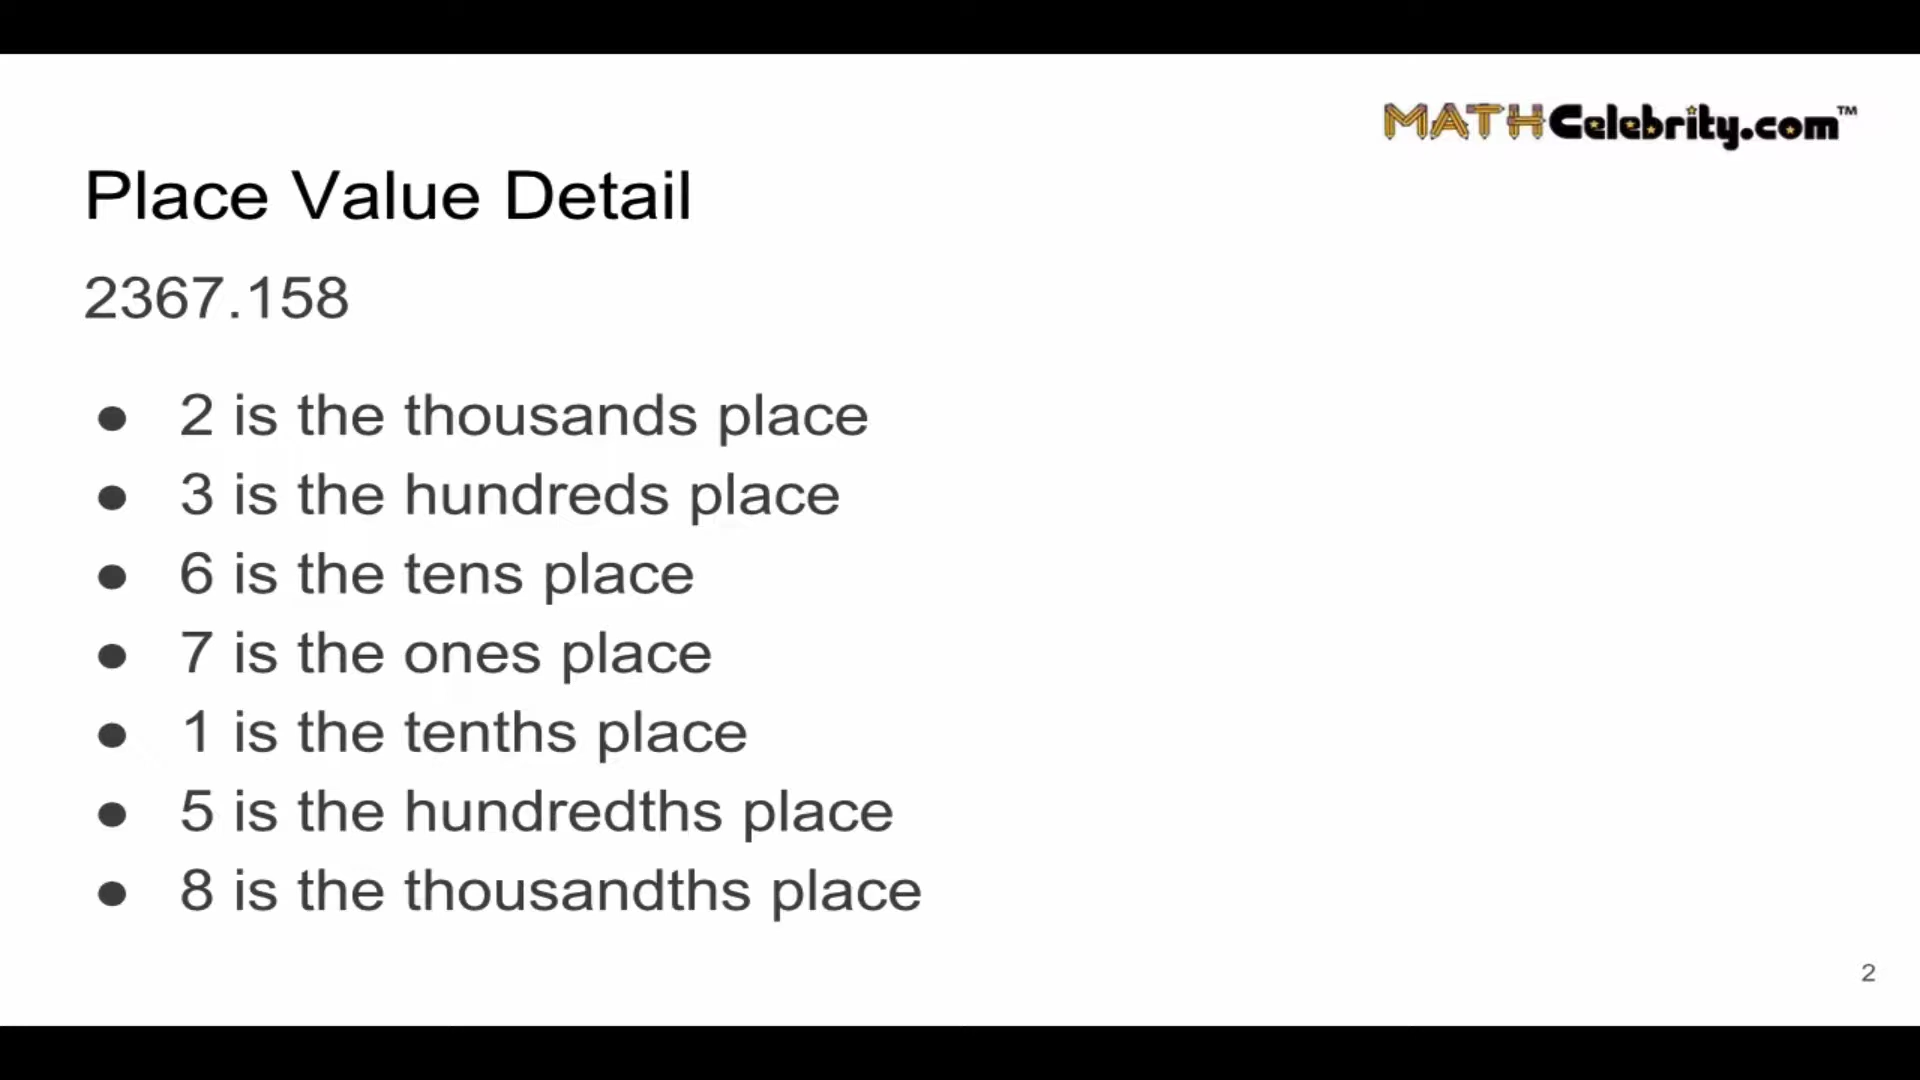 MATHCelebrity.com™
Place Value Detail
2367.158
● 2 is the thousands place
● 3 is the hundreds place
● 6 is the tens place
● 7 is the ones place
● 1 is the tenths place
● 5 is the hundredths place
● 8 is the thousandths place
2